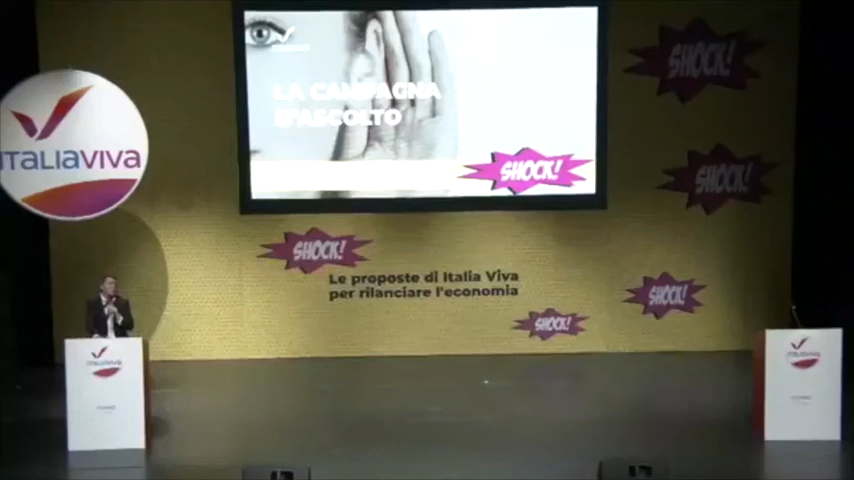 SHOCK!
LA CAMPAGNA
D'ASCOLTO
ITALIAVIVA
SHOCK!
SHOCK!
SHOCK!
Le proposte di Italia Viva
per rilanciare l'economia
SHOCK!
SHOCK!
ITALIAVIVA
ITALIAVIVA